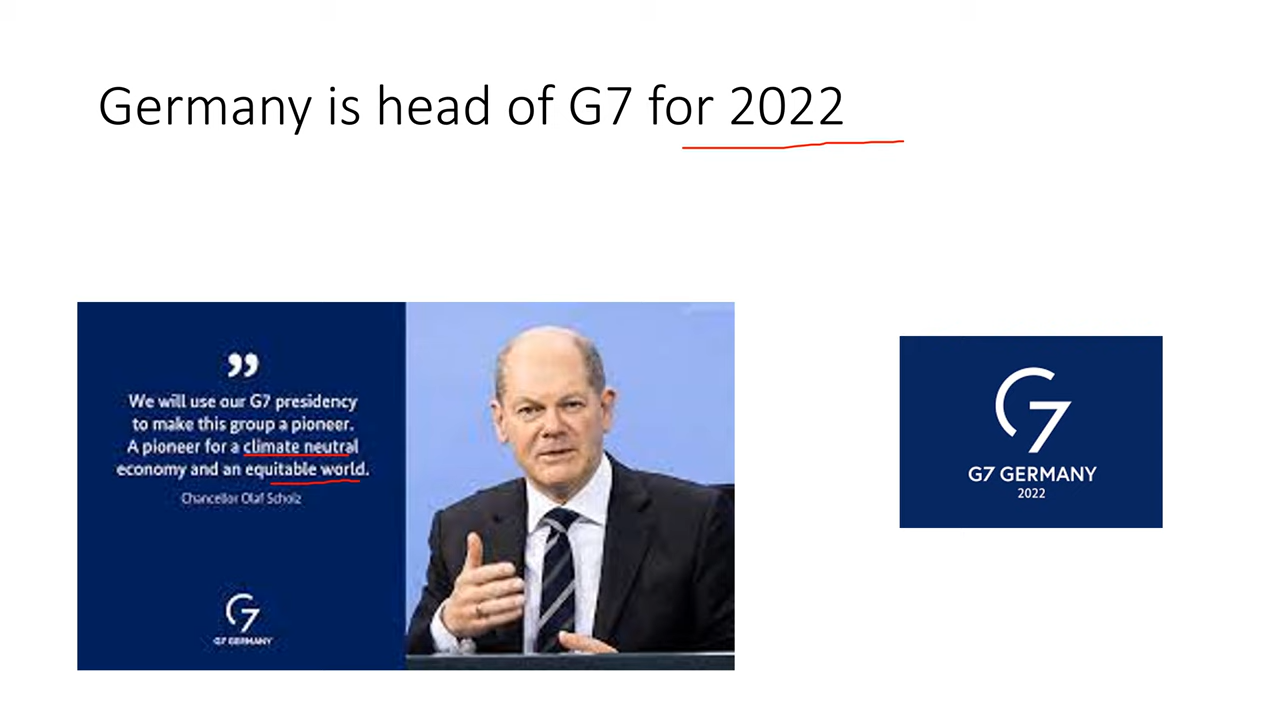 Germany is head of G7 for 2022
”
We will use our G7 presidency
to make this group a pioneer.
A pioneer for a climate neutral
economy and an equitable world.
Chancellor Olaf Scholz
G7
G7 GERMANY
G7
G7 GERMANY
2022